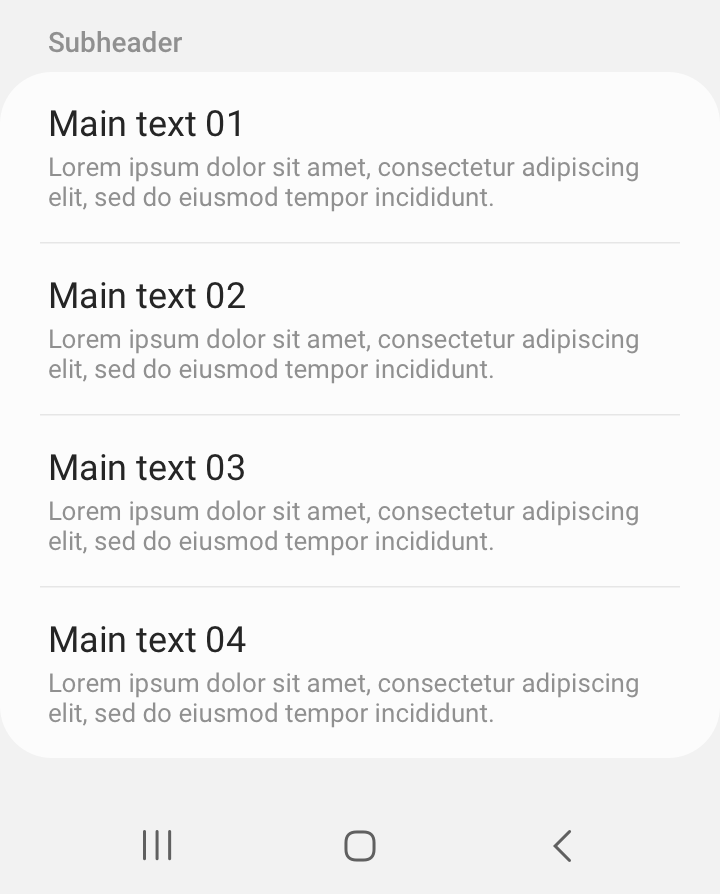 Subheader
Main text 01
Lorem ipsum dolor sit amet, consectetur adipiscing
elit, sed do eiusmod tempor incididunt.
Main text 02
Lorem ipsum dolor sit amet, consectetur adipiscing
elit, sed do eiusmod tempor incididunt.
Main text 03
Lorem ipsum dolor sit amet, consectetur adipiscing
elit, sed do eiusmod tempor incididunt.
Main text 04
Lorem ipsum dolor sit amet, consectetur adipiscing
elit, sed do eiusmod tempor incididunt.